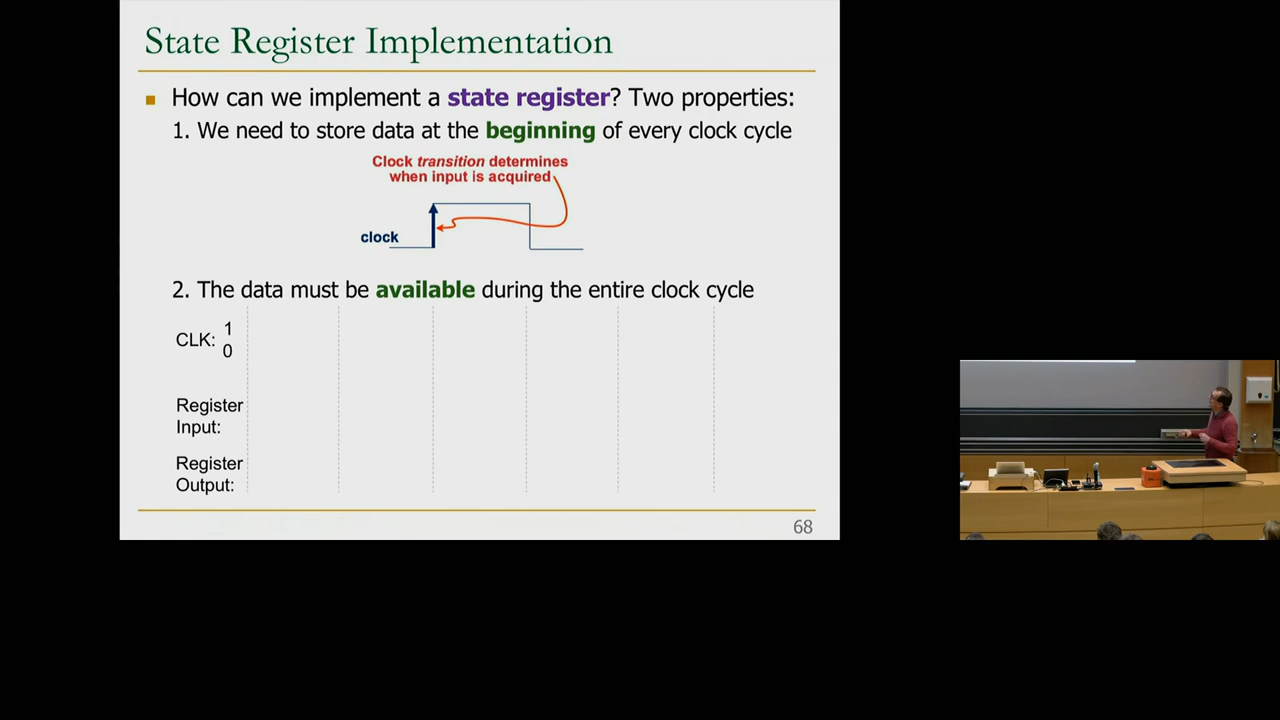 State Register Implementation
How can we implement a state register? Two properties:
1. We need to store data at the beginning of every clock cycle
Clock transition determines
when input is acquired
clock
2. The data must be available during the entire clock cycle
CLK: 1
0
Register
Input:
Register
Output:
68